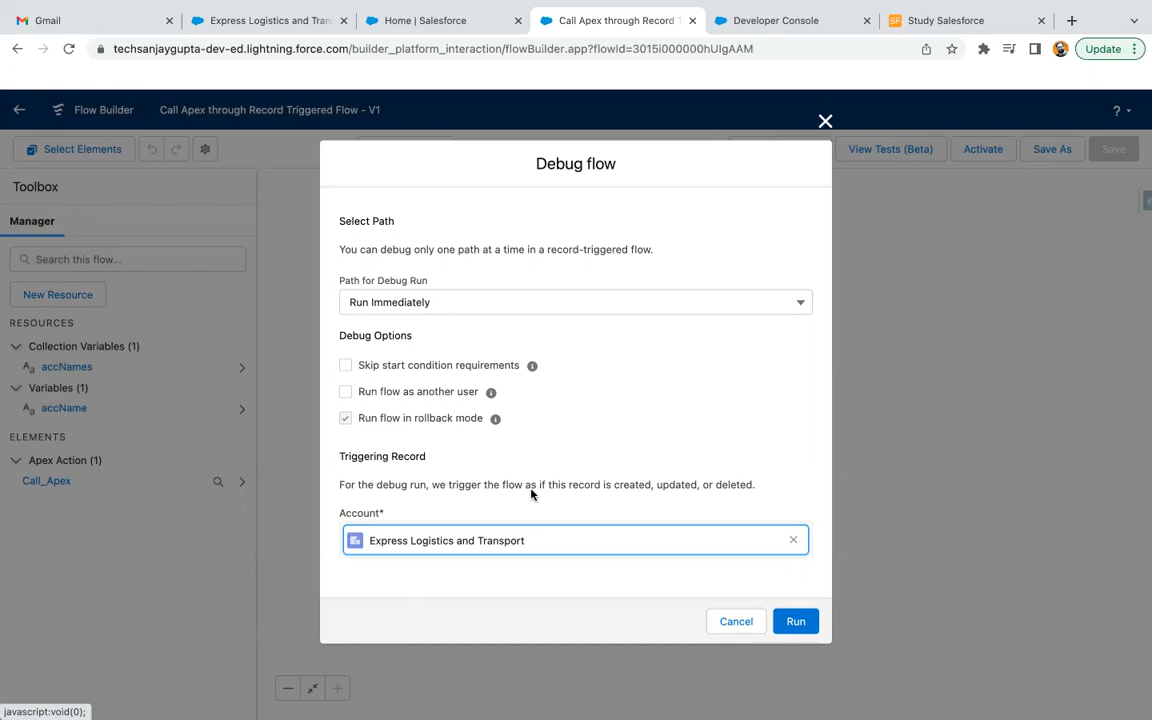 Gmail
Express Logistics and Tran
Home | Salesforce
Call Apex through Record T
Developer Console
Study Salesforce
techsanjaygupta-dev-ed.lightning.force.com/builder_platform_interaction/flowBuilder.app?flowId=3015i000000hUIgAAM
Update
Flow Builder
Call Apex through Record Triggered Flow - V1
?
Select Elements
View Tests (Beta)
Activate
Save As
Save
Debug flow
Toolbox
Manager
Search this flow...
New Resource
RESOURCES
Collection Variables (1)
Aa accNames
Variables (1)
Aa accName
ELEMENTS
Apex Action (1)
Call_Apex
Select Path
You can debug only one path at a time in a record-triggered flow.
Path for Debug Run
Run Immediately
Debug Options
Skip start condition requirements
Run flow as another user
Run flow in rollback mode
Triggering Record
For the debug run, we trigger the flow as if this record is created, updated, or deleted.
Account*
Express Logistics and Transport
Cancel
Run
javascript:void(0);